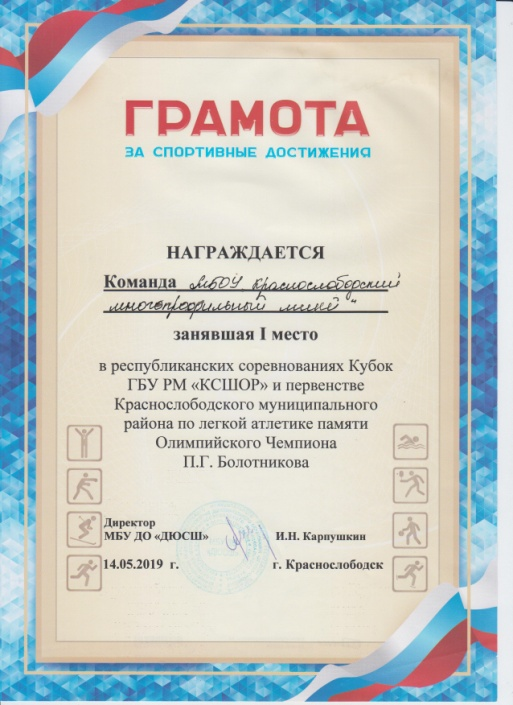 ГРАМОТА
ЗА СПОРТИВНЫЕ ДОСТИЖЕНИЯ
НАГРАЖДАЕТСЯ
Команда „МБОУ „Краснослободский
многопрофильный лицей"
занявшая I место
в республиканских соревнованиях Кубок
ГБУ РМ «КСШОР» и первенстве
Краснослободского муниципального
района по легкой атлетике памяти
Олимпийского Чемпиона
П.Г. Болотникова
Директор
МБУ ДО «ДЮСШ» И.Н. Карпушкин
14.05.2019 г. г. Краснослободск